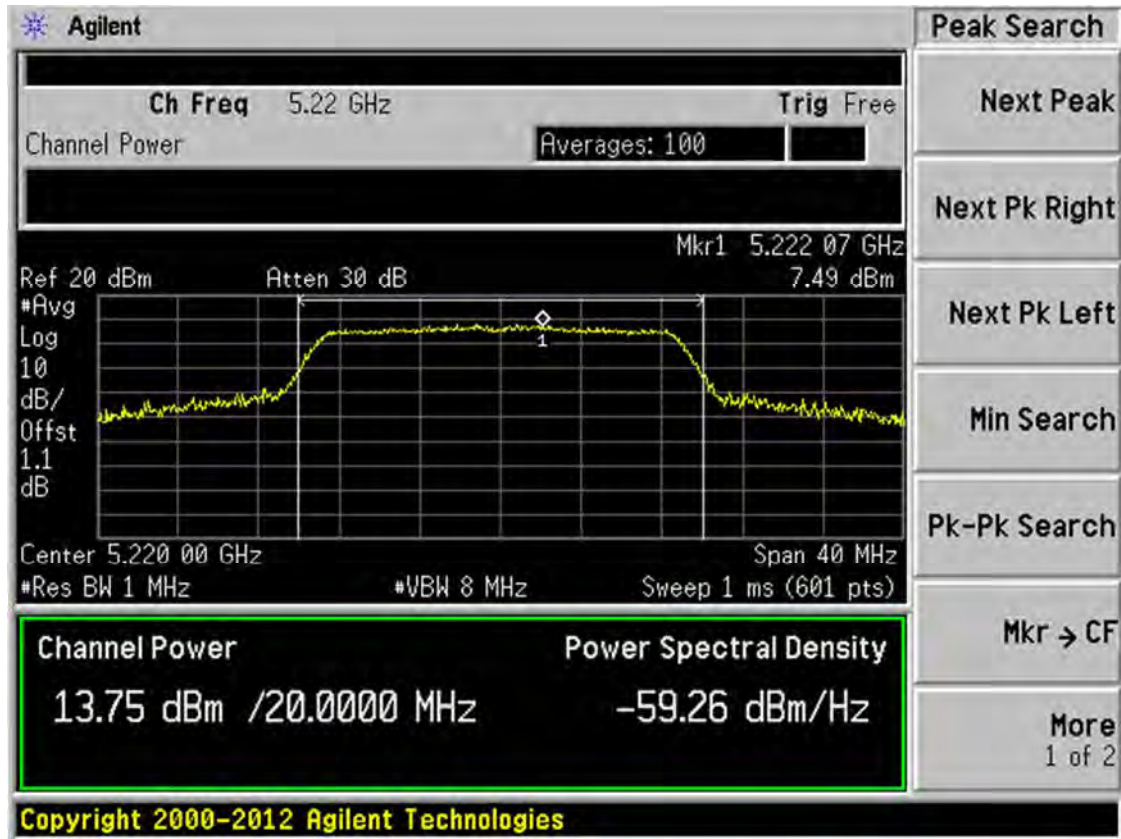 Agilent
Peak Search
Ch Freq 5.22 GHz Trig Free
Channel Power Averages: 100
Mkr1 5.222 07 GHz
Ref 20 dBm Atten 30 dB 7.49 dBm
#Avg
Log
10
dB/
Offst
1.1
dB
1
Center 5.220 00 GHz Span 40 MHz
#Res BW 1 MHz #VBW 8 MHz Sweep 1 ms (601 pts)
Channel Power Power Spectral Density
13.75 dBm /20.0000 MHz -59.26 dBm/Hz
Next Peak
Next Pk Right
Next Pk Left
Min Search
Pk-Pk Search
Mkr → CF
More
1 of 2
Copyright 2000-2012 Agilent Technologies